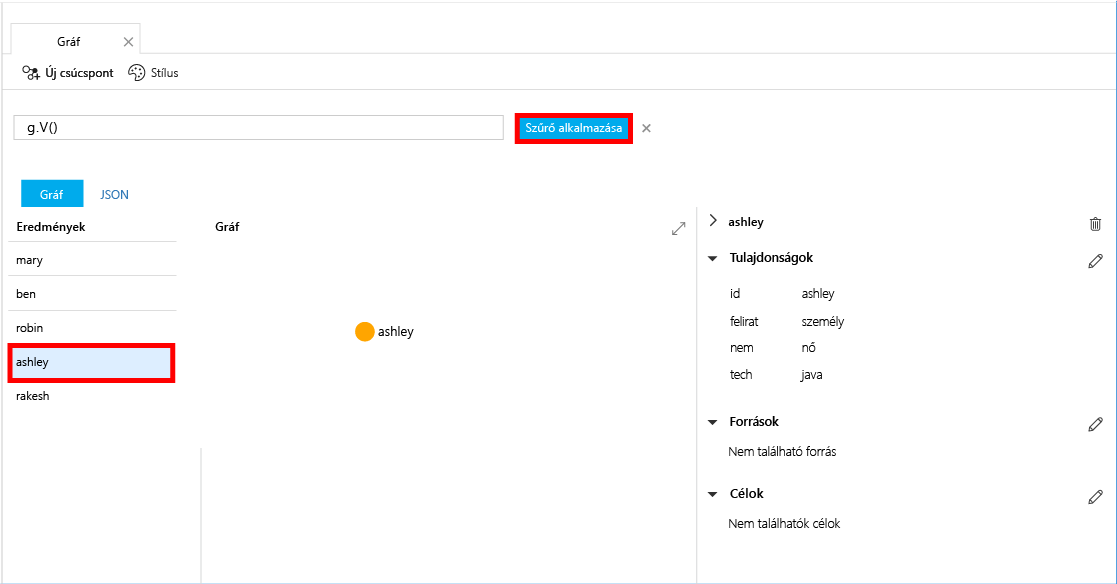 Gráf
Új csúcspont Stílus
g.V() Szűrő alkalmazása
Gráf JSON
Eredmények
mary
ben
robin
ashley
rakesh
Gráf
ashley
ashley
Tulajdonságok
id ashley
felirat személy
nem nő
tech java
Források
Nem található forrás
Célok
Nem találhatók célok